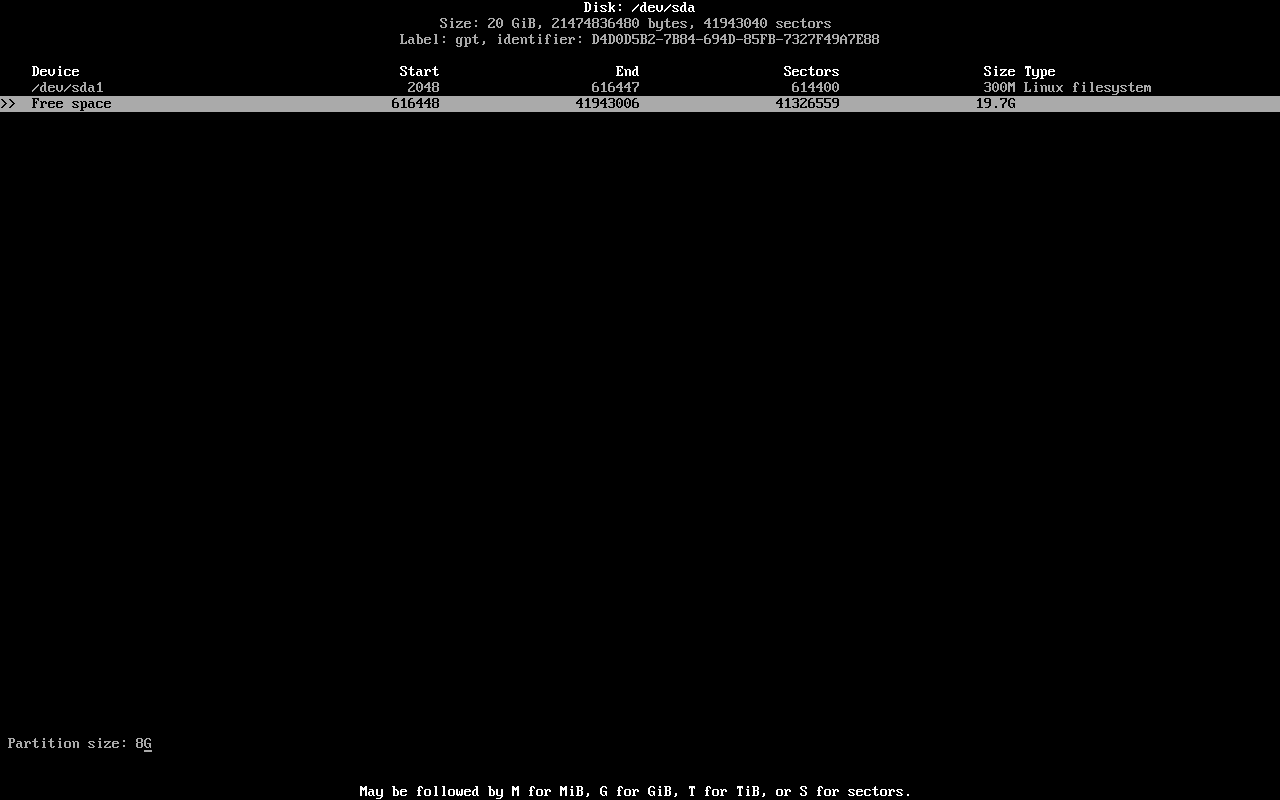 Disk: /dev/sda
Size: 20 GiB, 21474836480 bytes, 41943040 sectors
Label: gpt, identifier: D4D0D5B2-7B84-694D-85FB-7327F49A7E88
Device Start End Sectors Size Type
/dev/sda1 2048 616447 614400 300M Linux filesystem
>> Free space 616448 41943006 41326559 19.7G
Partition size: 8G
May be followed by M for MiB, G for GiB, T for TiB, or S for sectors.